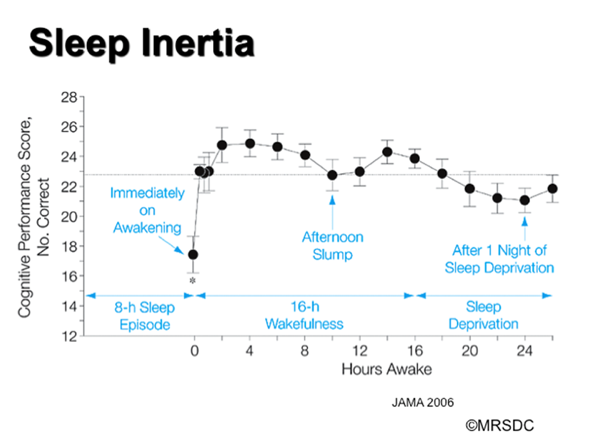 Sleep Inertia
Cognitive Performance Score,
No. Correct
28
26
24
22
20
18
16
14
12
Immediately
on
Awakening
*
Afternoon
Slump
After 1 Night of
Sleep Deprivation
8-h Sleep
Episode
16-h
Wakefulness
Sleep
Deprivation
0 4 8 12 16 20 24
Hours Awake
JAMA 2006
©MRSDC